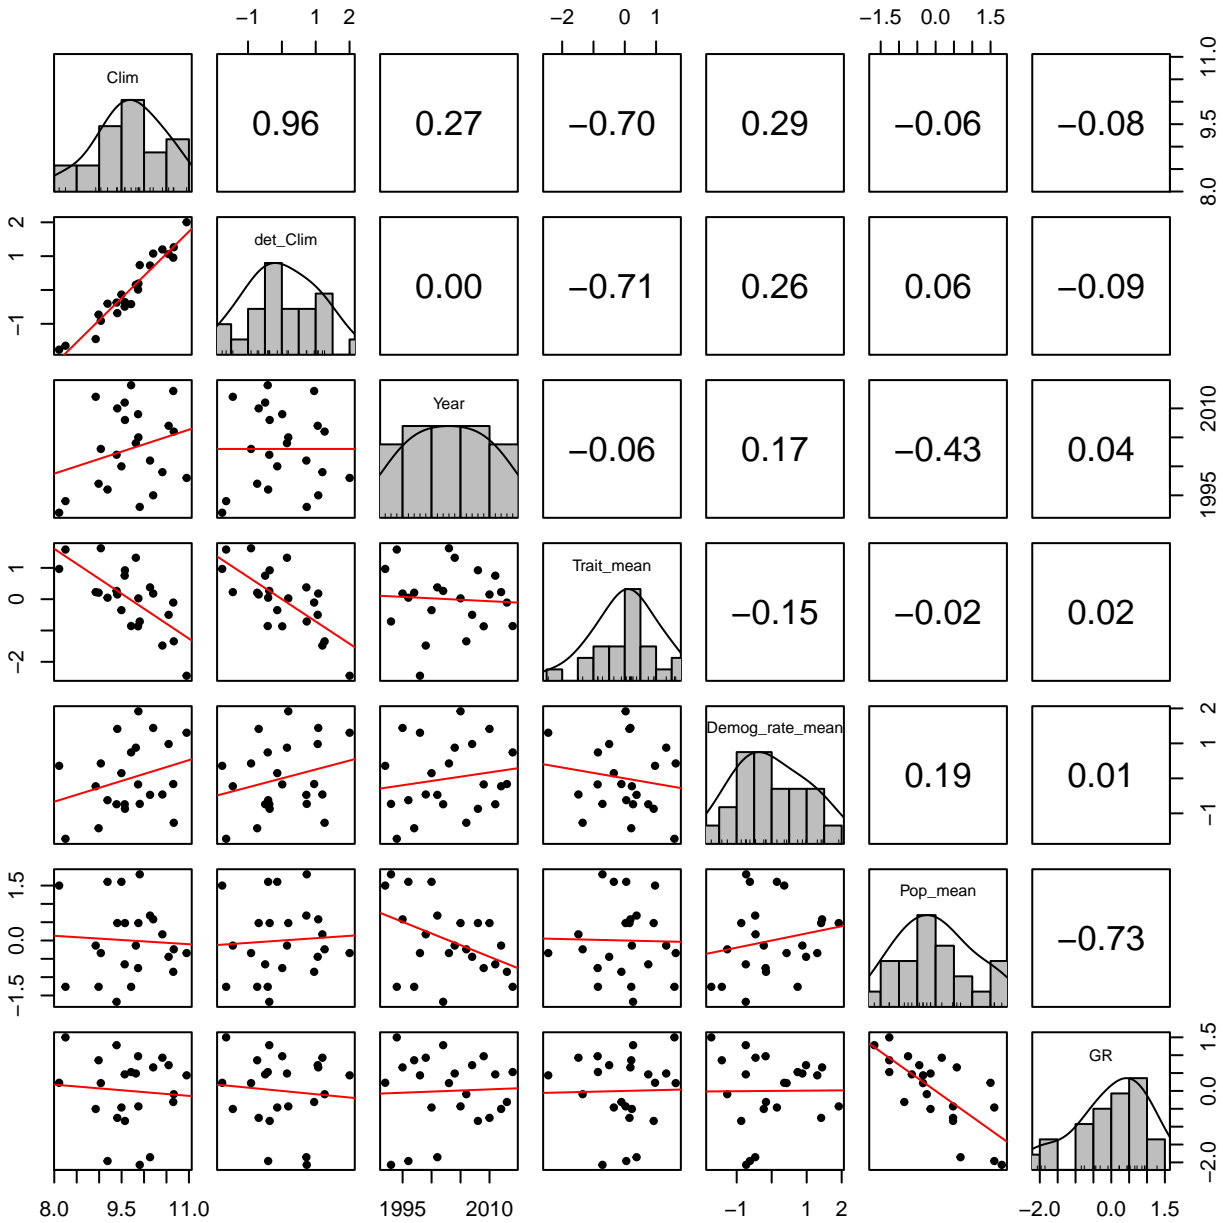 −1 1 2 −2 0 1 −1.5 0.0 1.5
Clim 0.96 0.27 −0.70 0.29 −0.06 −0.08
8.0 9.5 11.0
det_Clim 0.00 −0.71 0.26 0.06 −0.09
−1 1 2
Year −0.06 0.17 −0.43 0.04
1995 2010
Trait_mean −0.15 −0.02 0.02
−2 0 1
Demog_rate_mean 0.19 0.01
−1 1 2
Pop_mean −0.73
−1.5 0.0 1.5
GR
−2.0 0.0 1.5
8.0 9.5 11.0 1995 2010 −1 1 2 −2.0 0.0 1.5